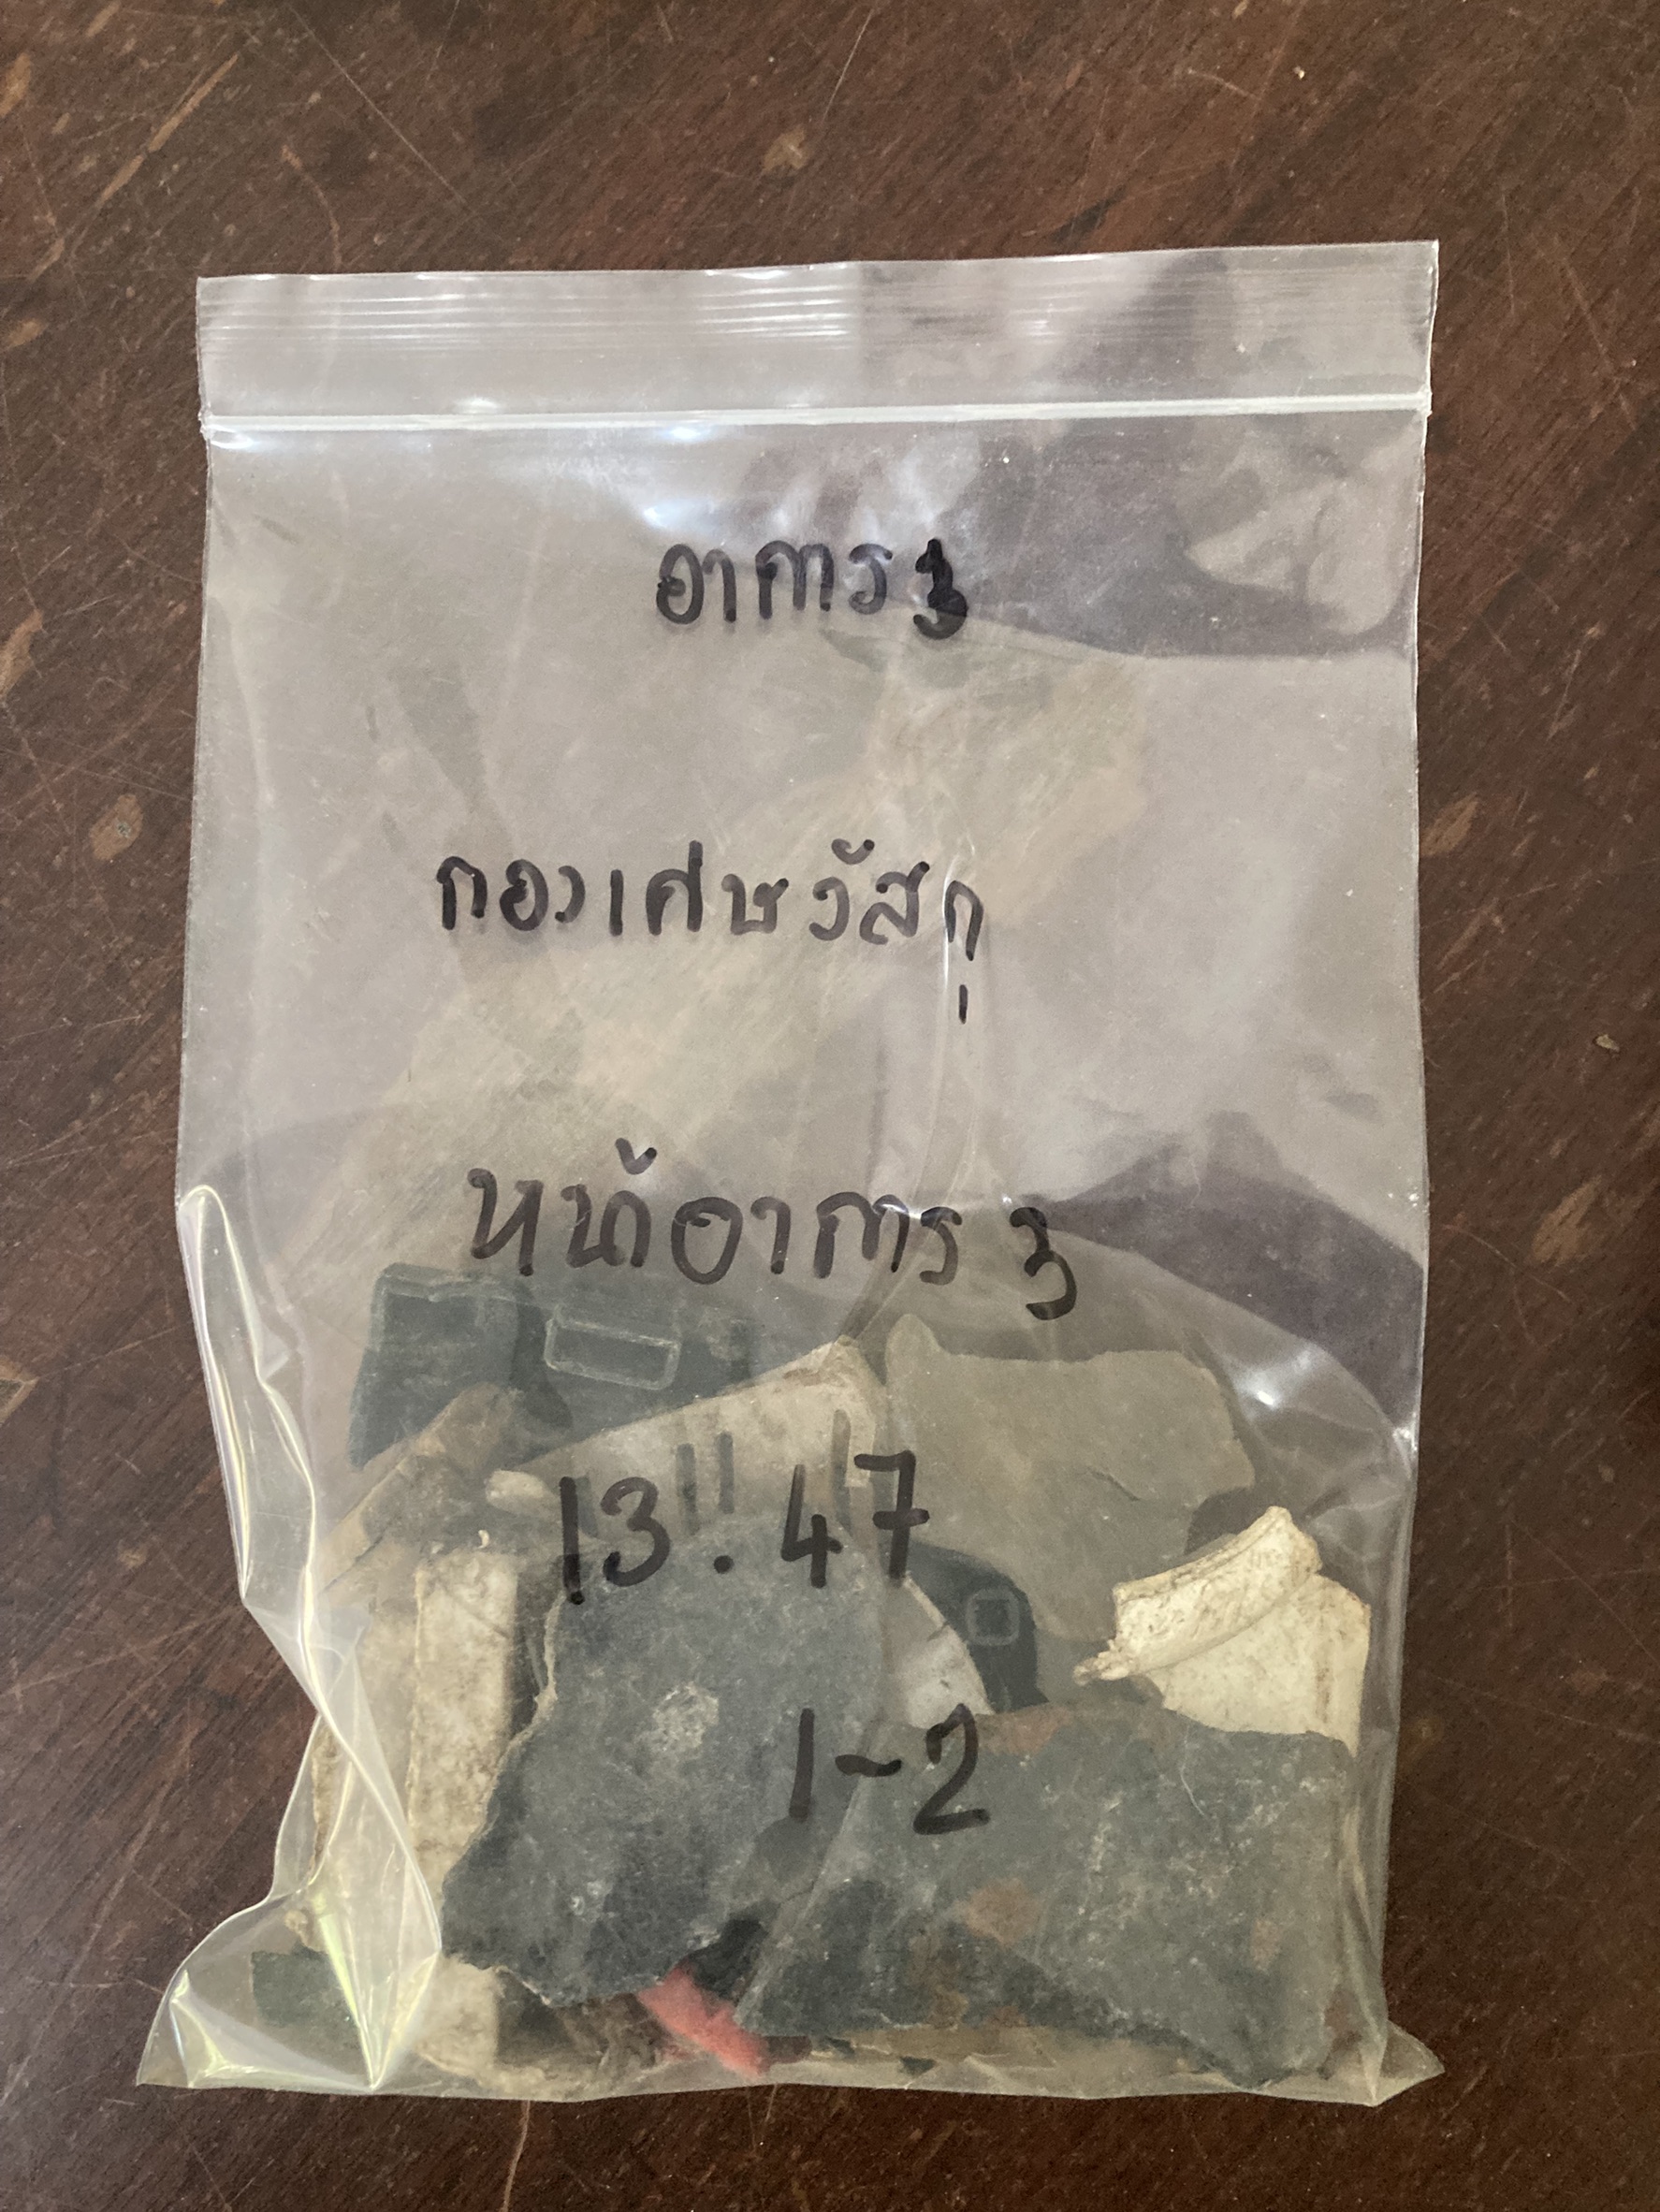 อาคาร 3
กองเศษวัสดุ
หน้าอาคาร 3
13.47
1-2